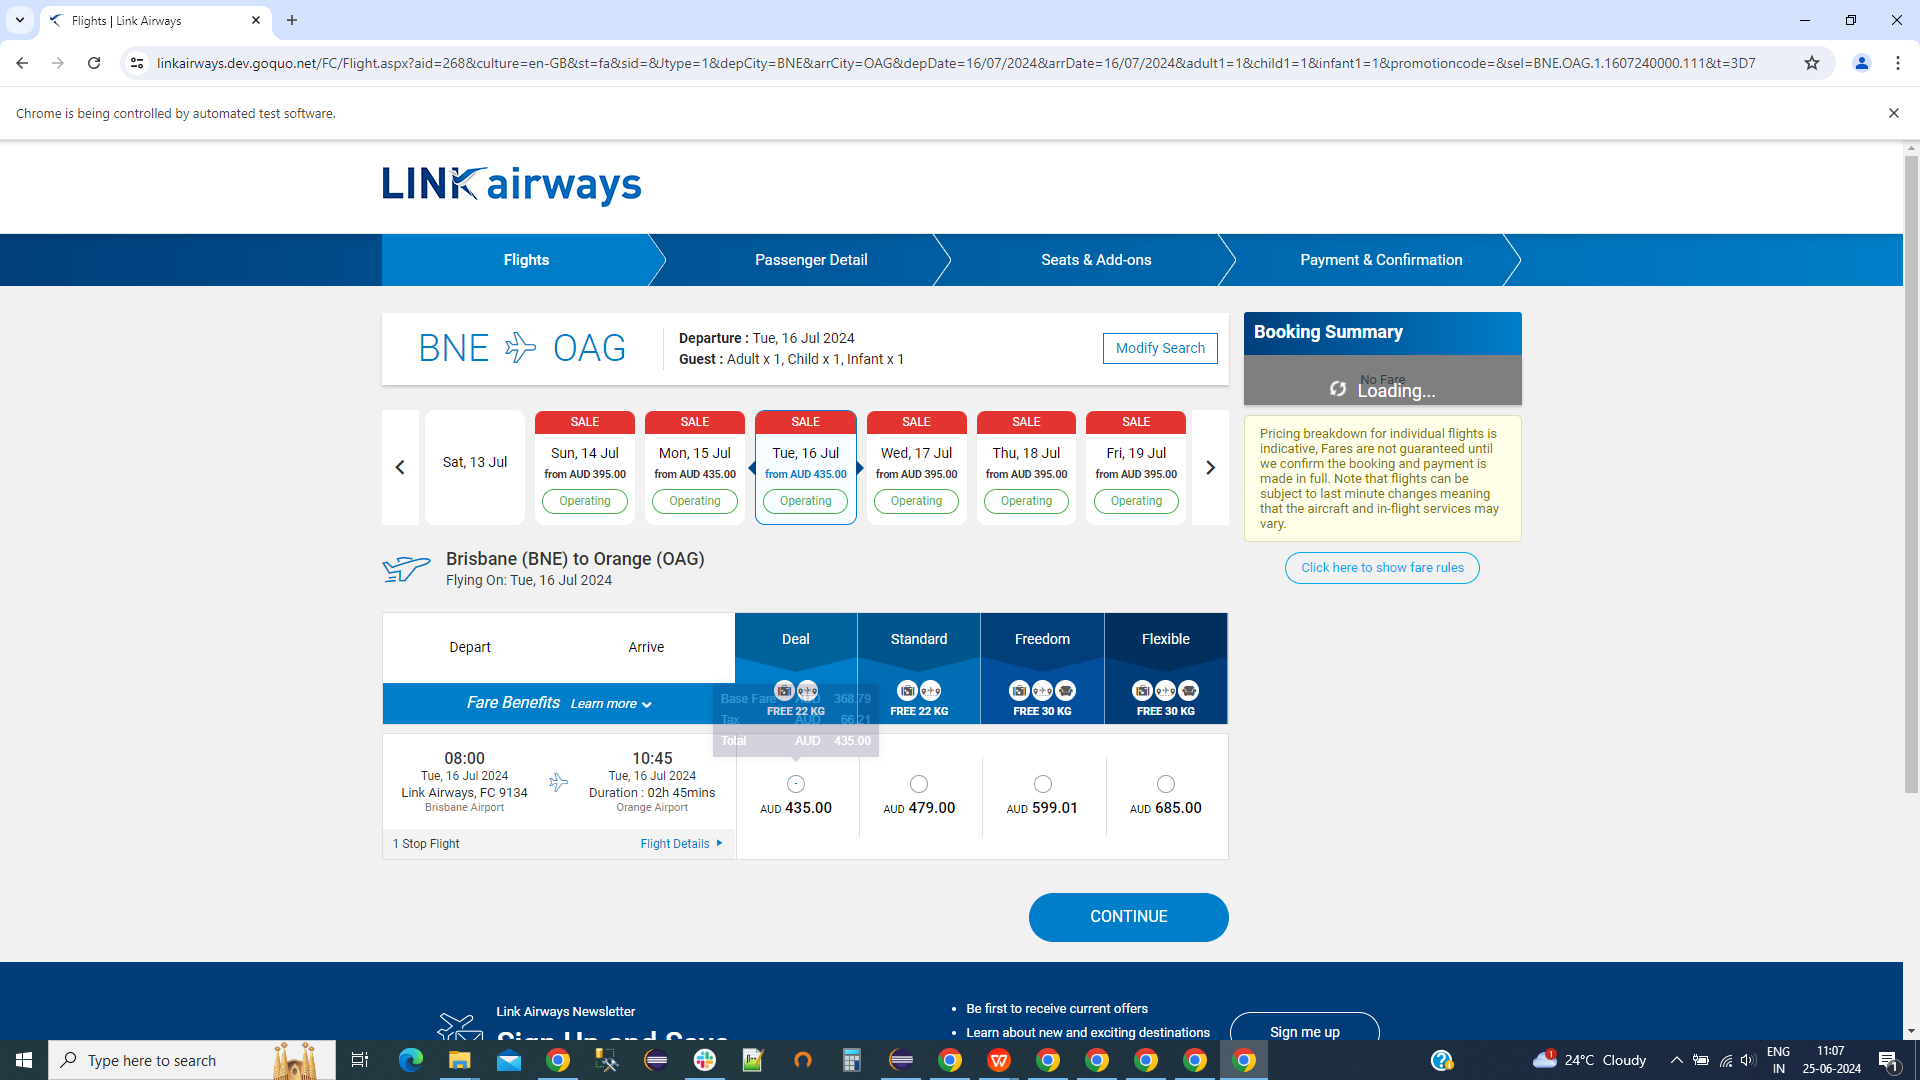 Flights | Link Airways
linkairways.dev.goquo.net/FC/Flight.aspx?aid=268&culture=en-GB&st=fa&sid=&Jtype=1&depCity=BNE&arrCity=OAG&depDate=16/07/2024&arrDate=16/07/2024&adult1=1&child1=1&infant1=1&promotioncode=&sel=BNE.OAG.1.1607240000.111&t=3D7
Chrome is being controlled by automated test software.
LINK airways
Flights
Passenger Detail
Seats & Add-ons
Payment & Confirmation
BNE OAG
Departure : Tue, 16 Jul 2024
Guest : Adult x 1, Child x 1, Infant x 1
Modify Search
Booking Summary
No Fare
Loading...
Sat, 13 Jul
SALE
Sun, 14 Jul
from AUD 395.00
Operating
SALE
Mon, 15 Jul
from AUD 435.00
Operating
SALE
Tue, 16 Jul
from AUD 435.00
Operating
SALE
Wed, 17 Jul
from AUD 395.00
Operating
SALE
Thu, 18 Jul
from AUD 395.00
Operating
SALE
Fri, 19 Jul
from AUD 395.00
Operating
Pricing breakdown for individual flights is
indicative, Fares are not guaranteed until
we confirm the booking and payment is
made in full. Note that flights can be
subject to last minute changes meaning
that the aircraft and in-flight services may
vary.
Click here to show fare rules
Brisbane (BNE) to Orange (OAG)
Flying On: Tue, 16 Jul 2024
Depart
Arrive
Deal
Standard
Freedom
Flexible
Fare Benefits Learn more
FREE 22 KG
FREE 22 KG
FREE 30 KG
FREE 30 KG
Base Fare AUD 368.79
Tax AUD 66.21
Total AUD 435.00
08:00
Tue, 16 Jul 2024
Link Airways, FC 9134
Brisbane Airport
10:45
Tue, 16 Jul 2024
Duration : 02h 45mins
Orange Airport
AUD 435.00
AUD 479.00
AUD 599.01
AUD 685.00
1 Stop Flight
Flight Details
CONTINUE
Link Airways Newsletter
Sign Up and Save
Be first to receive current offers
Learn about new and exciting destinations
Sign me up
Type here to search
1
24°C Cloudy
ENG
IN
11:07
25-06-2024
1